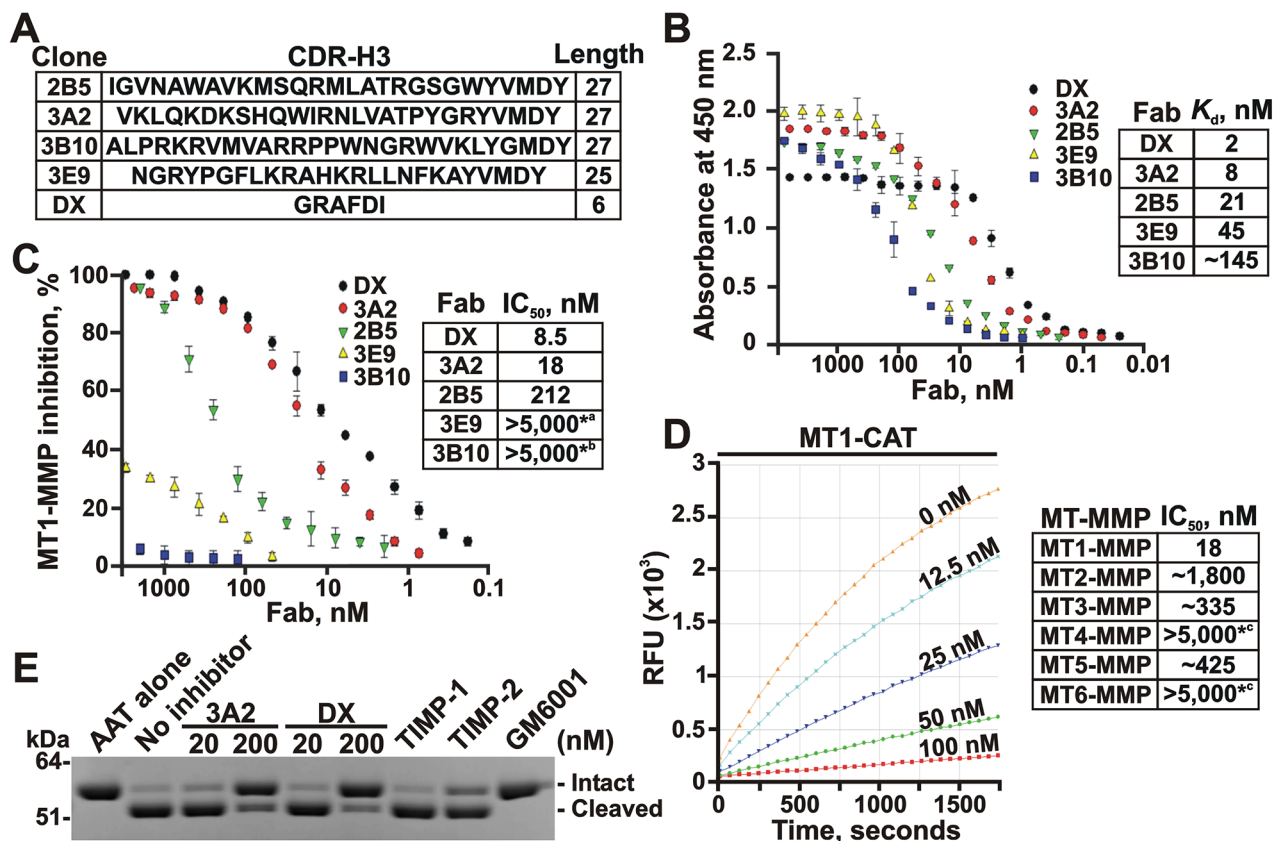 A
Clone CDR-H3 Length
2B5 IGVNAWAVKMSQRMLATRGSGWYVMDY 27
3A2 VKLQKDKSHQWIRNLVATPYGRYVMDY 27
3B10 ALPRKRVMVARRPPWNGRWVKLYGMDY 27
3E9 NGRYPGFLKRAHKRLLNFKAYVMDY 25
DX GRAFDI 6
B
Absorbance at 450 nm
2.5
2.0
1.5
1.0
0.5
0
1000 100 10 1 0.1 0.01
Fab, nM
DX
3A2
2B5
3E9
3B10
Fab Kd, nM
DX 2
3A2 8
2B5 21
3E9 45
3B10 ~145
C
MT1-MMP inhibition, %
100
80
60
40
20
0
1000 100 10 1 0.1
Fab, nM
DX
3A2
2B5
3E9
3B10
Fab IC50, nM
DX 8.5
3A2 18
2B5 212
3E9 >5,000*a
3B10 >5,000*b
D
MT1-CAT
RFU (x10³)
3
2.5
2
1.5
1
0.5
0
0 500 1000 1500
Time, seconds
0 nM
12.5 nM
25 nM
50 nM
100 nM
MT-MMP IC50, nM
MT1-MMP 18
MT2-MMP ~1,800
MT3-MMP ~335
MT4-MMP >5,000*c
MT5-MMP ~425
MT6-MMP >5,000*c
E
AAT alone
No inhibitor
3A2
DX
TIMP-1
TIMP-2
GM6001
kDa 20 200 20 200 (nM)
64-
51-
- Intact
- Cleaved